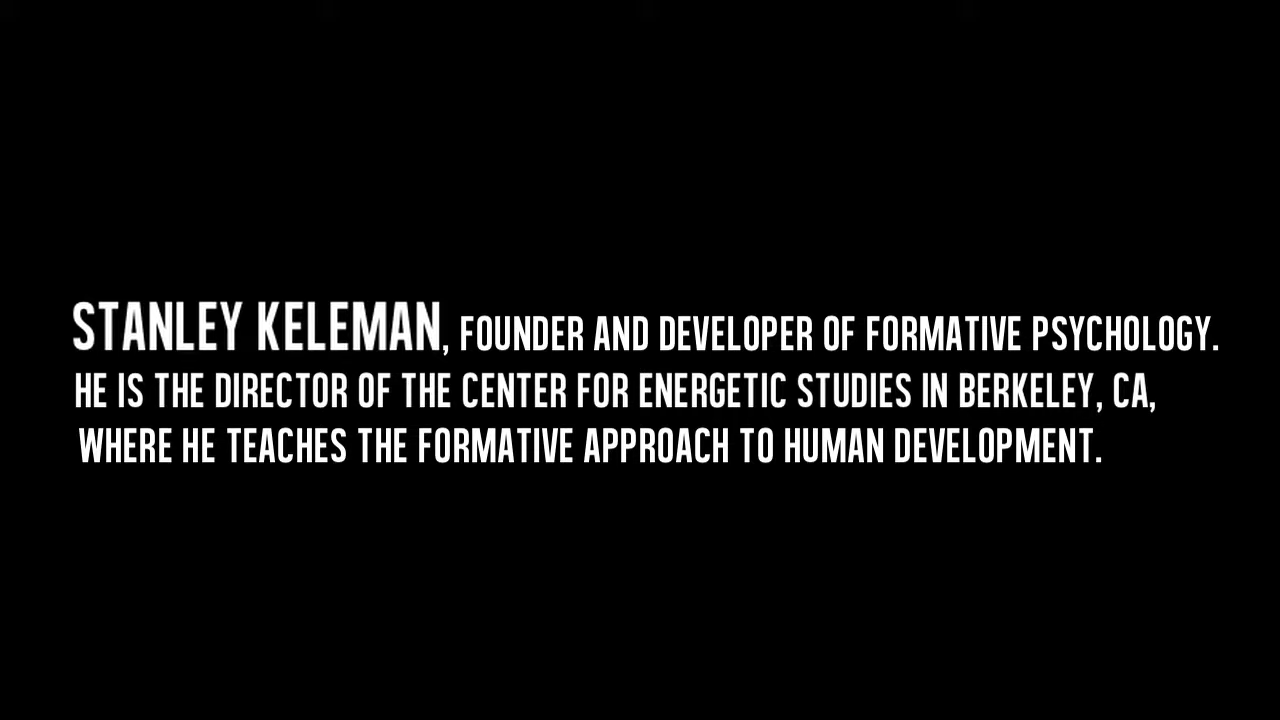 STANLEY KELEMAN, FOUNDER AND DEVELOPER OF FORMATIVE PSYCHOLOGY.
HE IS THE DIRECTOR OF THE CENTER FOR ENERGETIC STUDIES IN BERKELEY, CA,
WHERE HE TEACHES THE FORMATIVE APPROACH TO HUMAN DEVELOPMENT.